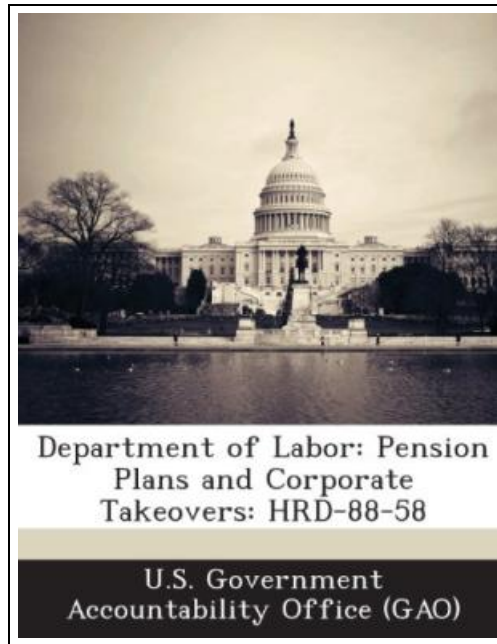 Department of Labor: Pension
Plans and Corporate
Takeovers: HRD-88-58
U.S. Government
Accountability Office (GAO)